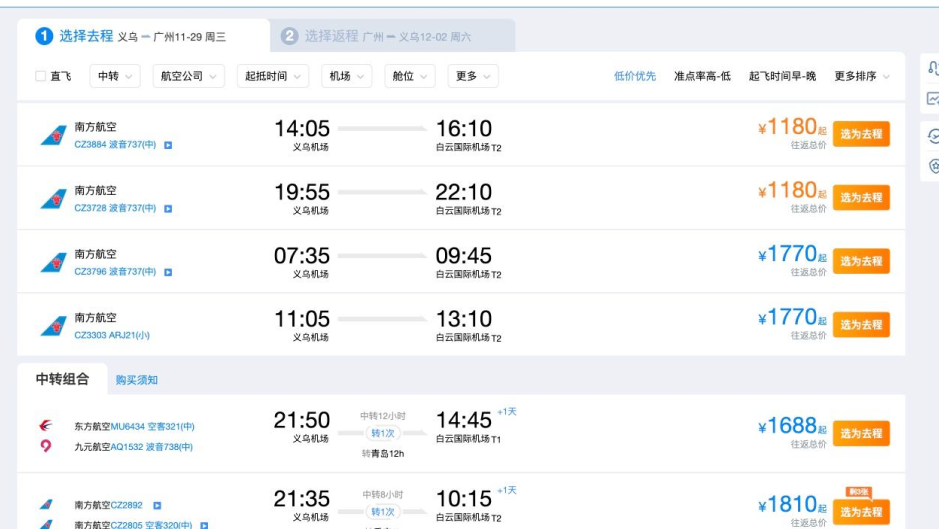 1 选择去程 义乌 — 广州11-29 周三
2 选择返程 广州 — 义乌12-02 周六
直飞 中转 航空公司 起抵时间 机场 舱位 更多 低价优先 准点率高-低 起飞时间早-晚 更多排序
南方航空 14:05 16:10 ¥1180起 选为去程
CZ3884 波音737(中) 义乌机场 白云国际机场T2 往返总价
南方航空 19:55 22:10 ¥1180起 选为去程
CZ3728 波音737(中) 义乌机场 白云国际机场T2 往返总价
南方航空 07:35 09:45 ¥1770起 选为去程
CZ3796 波音737(中) 义乌机场 白云国际机场T2 往返总价
南方航空 11:05 13:10 ¥1770起 选为去程
CZ3303 ARJ21(小) 义乌机场 白云国际机场T2 往返总价
中转组合 购买须知
东方航空MU6434 空客321(中) 21:50 中转12小时 14:45 +1天 ¥1688起 选为去程
九元航空AQ1532 波音738(中) 义乌机场 转1次 白云国际机场T1 往返总价
转青岛12h
南方航空CZ2892 21:35 中转8小时 10:15 +1天 ¥1810起 剩3张 选为去程
南方航空CZ2805 空客320(中) 义乌机场 转1次 白云国际机场T2 往返总价